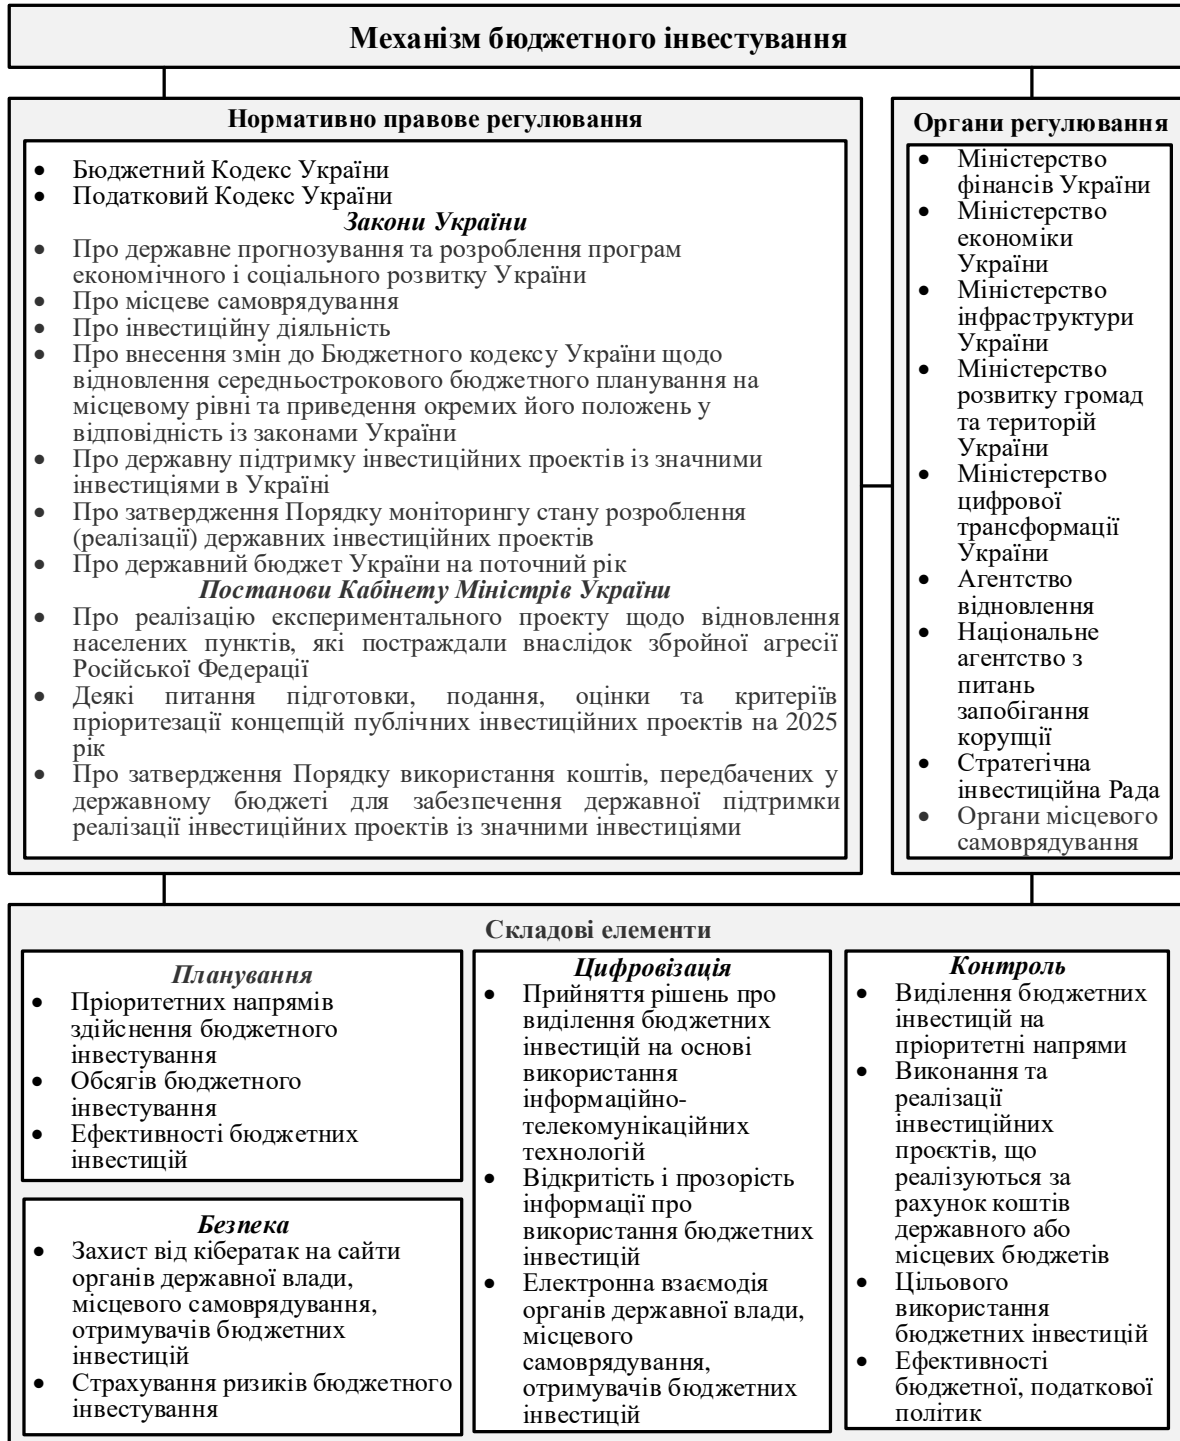 Механізм бюджетного інвестування
Нормативно правове регулювання
• Бюджетний Кодекс України
• Податковий Кодекс України
Закони України
• Про державне прогнозування та розроблення програм
економічного і соціального розвитку України
• Про місцеве самоврядування
• Про інвестиційну діяльність
• Про внесення змін до Бюджетного кодексу України щодо
відновлення середньострокового бюджетного планування на
місцевому рівні та приведення окремих його положень у
відповідність із законами України
• Про державну підтримку інвестиційних проектів із значними
інвестиціями в Україні
• Про затвердження Порядку моніторингу стану розроблення
(реалізації) державних інвестиційних проектів
• Про державний бюджет України на поточний рік
Постанови Кабінету Міністрів України
• Про реалізацію експериментального проекту щодо відновлення
населених пунктів, які постраждали внаслідок збройної агресії
Російської Федерації
• Деякі питання підготовки, подання, оцінки та критеріїв
пріоритезації концепцій публічних інвестиційних проектів на 2025
рік
• Про затвердження Порядку використання коштів, передбачених у
державному бюджеті для забезпечення державної підтримки
реалізації інвестиційних проектів із значними інвестиціями
Органи регулювання
• Міністерство
фінансів України
• Міністерство
економіки
України
• Міністерство
інфраструктури
України
• Міністерство
розвитку громад
та територій
України
• Міністерство
цифрової
трансформації
України
• Агентство
відновлення
• Національне
агентство з
питань
запобігання
корупції
• Стратегічна
інвестиційна Рада
• Органи місцевого
самоврядування
Складові елементи
Планування
• Пріоритетних напрямів
здійснення бюджетного
інвестування
• Обсягів бюджетного
інвестування
• Ефективності бюджетних
інвестицій
Безпека
• Захист від кібератак на сайти
органів державної влади,
місцевого самоврядування,
отримувачів бюджетних
інвестицій
• Страхування ризиків бюджетного
інвестування
Цифровізація
• Прийняття рішень про
виділення бюджетних
інвестицій на основі
використання
інформаційно-
телекомунікаційних
технологій
• Відкритість і прозорість
інформації про
використання бюджетних
інвестицій
• Електронна взаємодія
органів державної влади,
місцевого
самоврядування,
отримувачів бюджетних
інвестицій
Контроль
• Виділення бюджетних
інвестицій на
пріоритетні напрями
• Виконання та
реалізації
інвестиційних
проєктів, що
реалізуються за
рахунок коштів
державного або
місцевих бюджетів
• Цільового
використання
бюджетних інвестицій
• Ефективності
бюджетної, податкової
політик